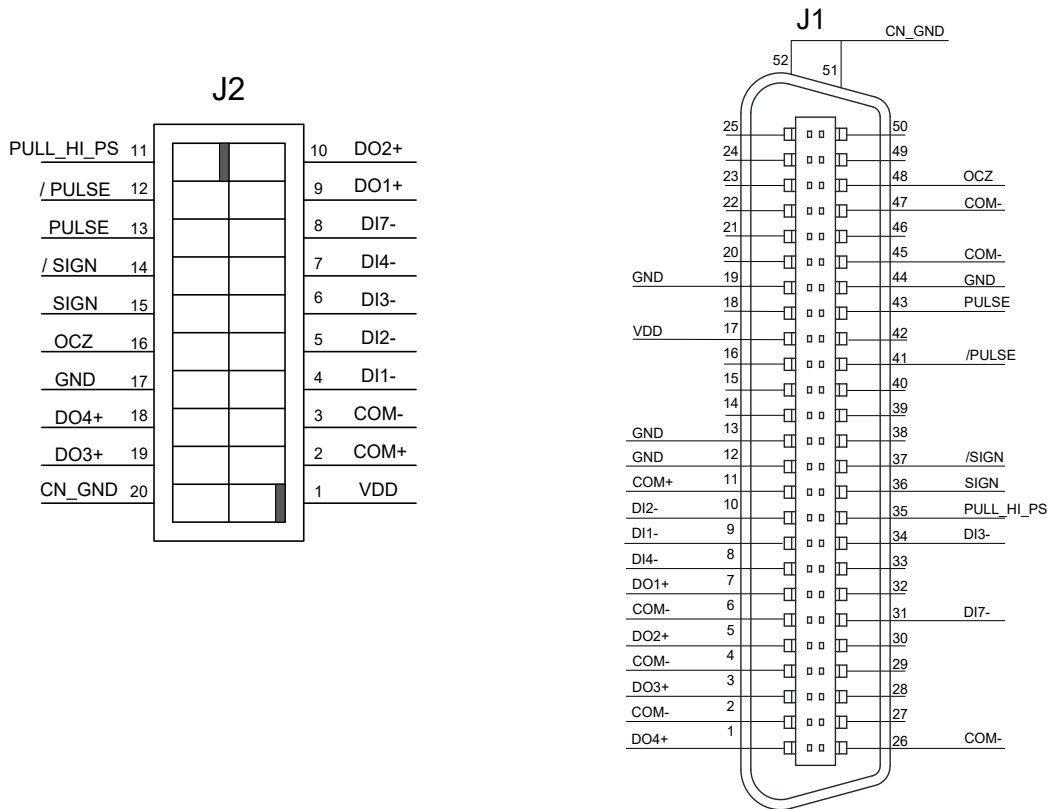 J2
PULL_HI_PS 11 10 DO2+
/ PULSE 12 9 DO1+
PULSE 13 8 DI7-
/ SIGN 14 7 DI4-
SIGN 15 6 DI3-
OCZ 16 5 DI2-
GND 17 4 DI1-
DO4+ 18 3 COM-
DO3+ 19 2 COM+
CN_GND 20 1 VDD
J1
CN_GND
52
51
25 50
24 49
23 48 OCZ
22 47 COM-
21 46
20 45 COM-
GND 19 44 GND
18 43 PULSE
VDD 17 42
16 41 /PULSE
15 40
14 39
GND 13 38
GND 12 37 /SIGN
COM+ 11 36 SIGN
DI2- 10 35 PULL_HI_PS
DI1- 9 34 DI3-
DI4- 8 33
DO1+ 7 32
COM- 6 31 DI7-
DO2+ 5 30
COM- 4 29
DO3+ 3 28
COM- 2 27
DO4+ 1 26 COM-